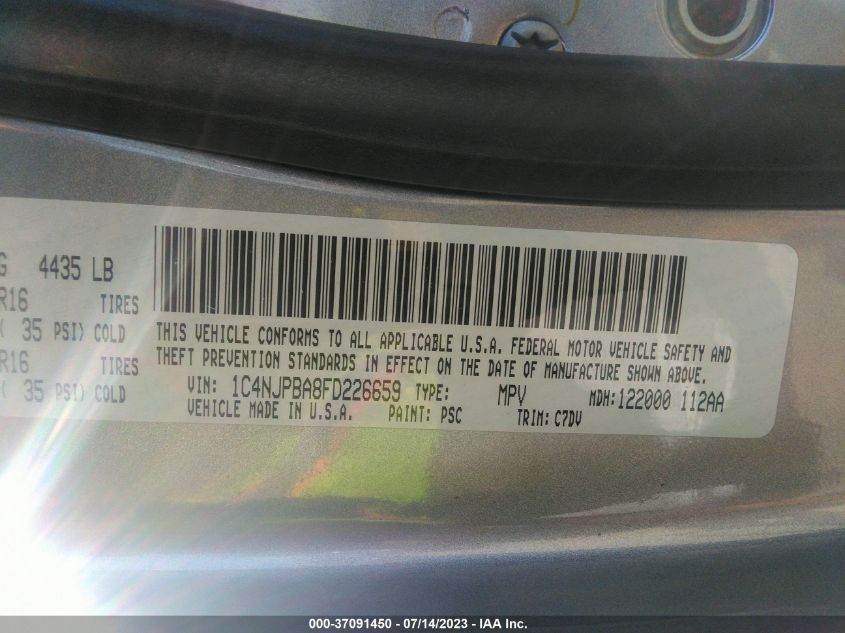 G 4435 LB
R16 TIRES
( 35 PSI) COLD
R16 TIRES
( 35 PSI) COLD
THIS VEHICLE CONFORMS TO ALL APPLICABLE U.S.A. FEDERAL MOTOR VEHICLE SAFETY AND
THEFT PREVENTION STANDARDS IN EFFECT ON THE DATE OF MANUFACTURE SHOWN ABOVE.
VIN: 1C4NJPBA8FD226659 TYPE: MPV MDH:122000 112AA
VEHICLE MADE IN U.S.A. PAINT: PSC TRIM: C7DV
000-37091450 - 07/14/2023 - IAA Inc.